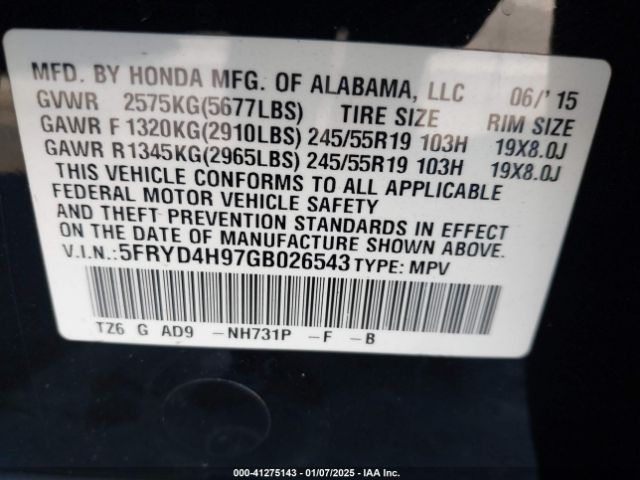 MFD. BY HONDA MFG. OF ALABAMA, LLC 06/'15
GVWR 2575KG(5677LBS) TIRE SIZE RIM SIZE
GAWR F1320KG(2910LBS) 245/55R19 103H 19X8.0J
GAWR R1345KG(2965LBS) 245/55R19 103H 19X8.0J
THIS VEHICLE CONFORMS TO ALL APPLICABLE
FEDERAL MOTOR VEHICLE SAFETY
AND THEFT PREVENTION STANDARDS IN EFFECT
ON THE DATE OF MANUFACTURE SHOWN ABOVE.
V.I.N.:5FRYD4H97GB026543 TYPE: MPV
TZ6 G AD9 -NH731P -F -B
000-41275143 - 01/07/2025 - IAA Inc.